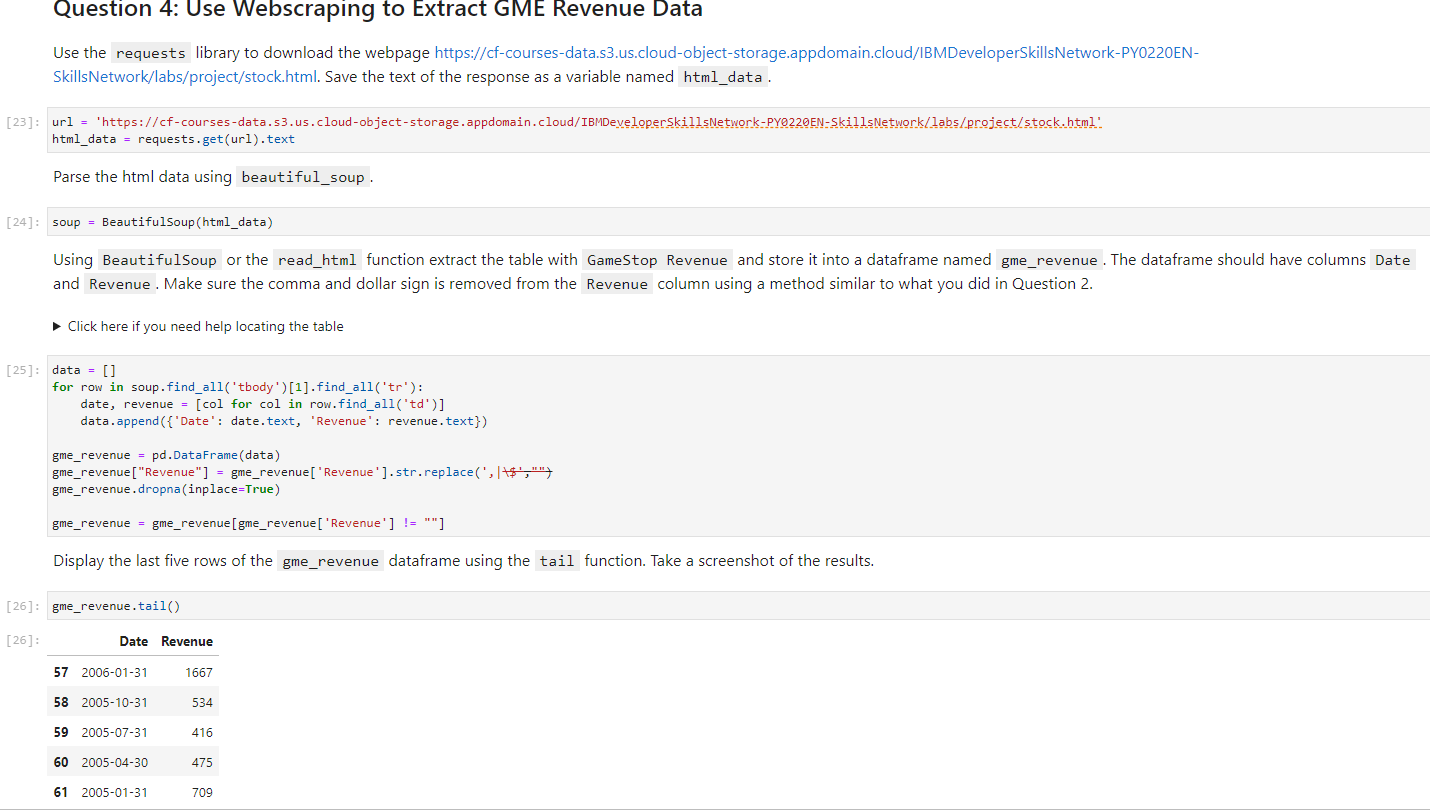 Question 4: Use Webscraping to Extract GME Revenue Data
Use the requests library to download the webpage https://cf-courses-data.s3.us.cloud-object-storage.appdomain.cloud/IBMDeveloperSkillsNetwork-PY0220EN-
SkillsNetwork/labs/project/stock.html. Save the text of the response as a variable named html_data.
[23]: url = 'https://cf-courses-data.s3.us.cloud-object-storage.appdomain.cloud/IBMDeveloperSkillsNetwork-PY0220EN-SkillsNetwork/labs/project/stock.html'
html_data = requests.get(url).text
Parse the html data using beautiful_soup.
[24]: soup = BeautifulSoup(html_data)
Using BeautifulSoup or the read_html function extract the table with GameStop Revenue and store it into a dataframe named gme_revenue. The dataframe should have columns Date
and Revenue. Make sure the comma and dollar sign is removed from the Revenue column using a method similar to what you did in Question 2.
▶ Click here if you need help locating the table
[25]: data = []
for row in soup.find_all('tbody')[1].find_all('tr'):
    date, revenue = [col for col in row.find_all('td')]
    data.append({'Date': date.text, 'Revenue': revenue.text})
gme_revenue = pd.DataFrame(data)
gme_revenue["Revenue"] = gme_revenue['Revenue'].str.replace(',|\$',"")
gme_revenue.dropna(inplace=True)
gme_revenue = gme_revenue[gme_revenue['Revenue'] != ""]
Display the last five rows of the gme_revenue dataframe using the tail function. Take a screenshot of the results.
[26]: gme_revenue.tail()
[26]: Date Revenue
57 2006-01-31 1667
58 2005-10-31 534
59 2005-07-31 416
60 2005-04-30 475
61 2005-01-31 709